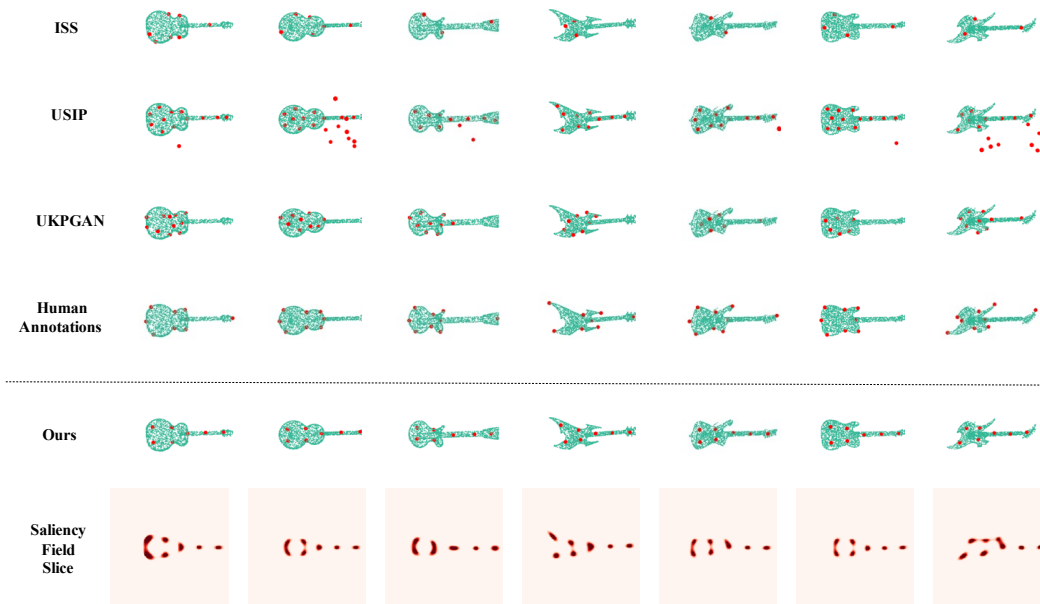 ISS
USIP
UKPGAN
Human
Annotations
Ours
Saliency
Field
Slice